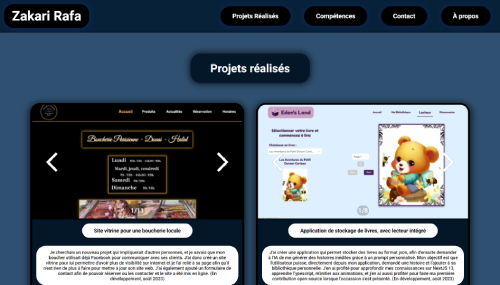 Zakari Rafa
Projets Réalisés
Compétences
Contact
À propos
Projets réalisés
Accueil
Produits
Actualités
Réservation
Horaires
Boucherie Parisienne - Douai - Halal
Lundi
Mardi, jeudi, vendredi
Samedi
Dimanche
1/11
Site vitrine pour une boucherie locale
Je cherchais un nouveau projet qui impliquerait d'autres personnes, et je savais que mon
boucher utilisait déjà Facebook pour communiquer avec ses clients. J'ai donc créé un site
vitrine pour lui permettre d'avoir plus de visibilité sur internet et je l'ai relié à sa page afin qu'il
n'est rien de plus à faire pour mettre à jour son site web. J'ai également ajouté un formulaire de
contact afin de pouvoir réserver ou les contacter et le site a été mis en ligne. (En
développement, août 2023)
Eden's Land
Accueil
Ma Bibliothèque
Lecteur
Réservation
Sélectionner votre livre et
commencez à lire
1/8
Application de stockage de livres, avec lecteur intégré
J'ai créer une application qui permet stocker des livres au format json, afin d'ensuite demander
à l'IA de me générer des histoires inédites grâce à un prompt personnalisé. Mon objectif est que
l'utilisateur puisse, directement depuis mon application, demandé une histoire et l'ajouter à sa
bibliothèque personnelle. J'en ai profité pour approfondir mes connaissances sur NextJS 13,
apprendre Typescript, m'initier aux animations, et j'en ai aussi profitée pour faire ma première
contribution open source lorsque l'occasion s'est présenté. (En développement, août 2023)